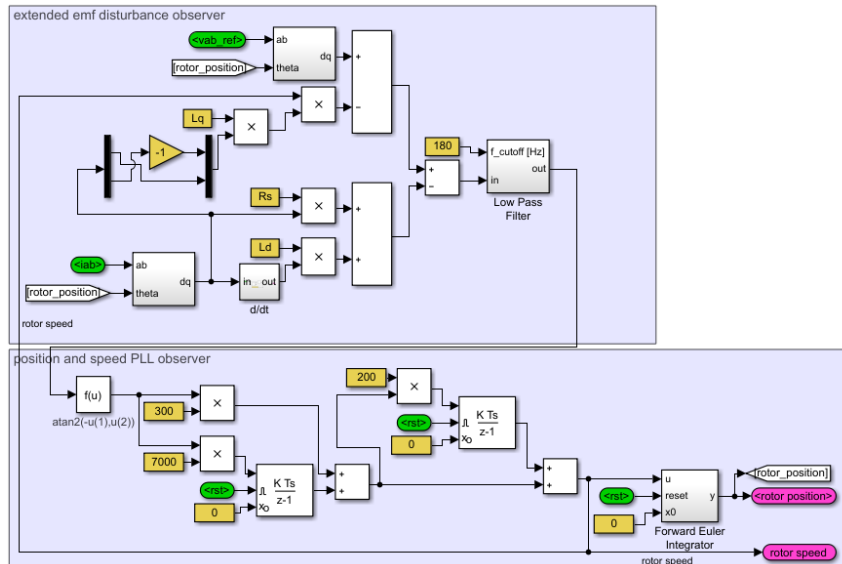 extended emf disturbance observer
<vab_ref>
ab
dq
[rotor_position]
theta
+
×
−
Lq
×
-1
180
f_cutoff [Hz]
out
+
−
in
Low Pass
Filter
Rs
×
+
Ld
×
+
<iab>
ab
dq
[rotor_position]
theta
in out
d/dt
rotor speed
position and speed PLL observer
f(u)
atan2(-u(1),u(2))
×
300
×
7000
<rst>
K Ts
z-1
0
xo
+
+
200
×
<rst>
K Ts
z-1
0
xo
+
+
u
<rst>
reset
y
0
x0
Forward Euler
Integrator
[rotor_position]
<rotor position>
rotor speed
rotor speed